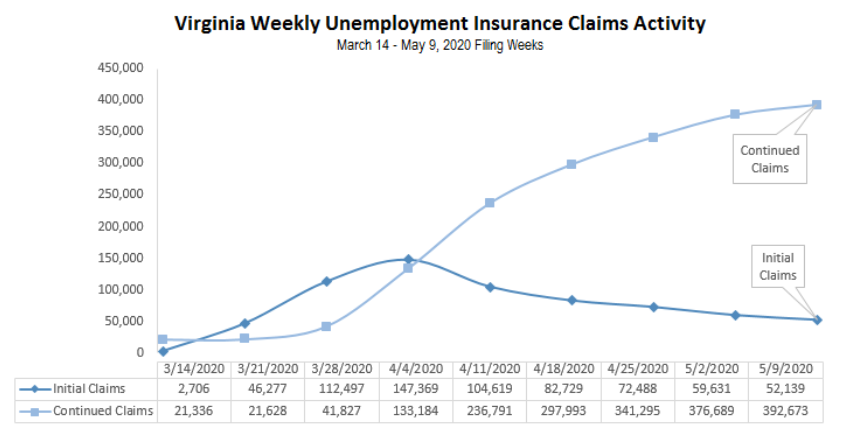 Virginia Weekly Unemployment Insurance Claims Activity
March 14 - May 9, 2020 Filing Weeks
450,000
400,000
350,000
300,000
250,000
200,000
150,000
100,000
50,000
0
Continued
Claims
Initial
Claims
3/14/2020 3/21/2020 3/28/2020 4/4/2020 4/11/2020 4/18/2020 4/25/2020 5/2/2020 5/9/2020
Initial Claims 2,706 46,277 112,497 147,369 104,619 82,729 72,488 59,631 52,139
Continued Claims 21,336 21,628 41,827 133,184 236,791 297,993 341,295 376,689 392,673